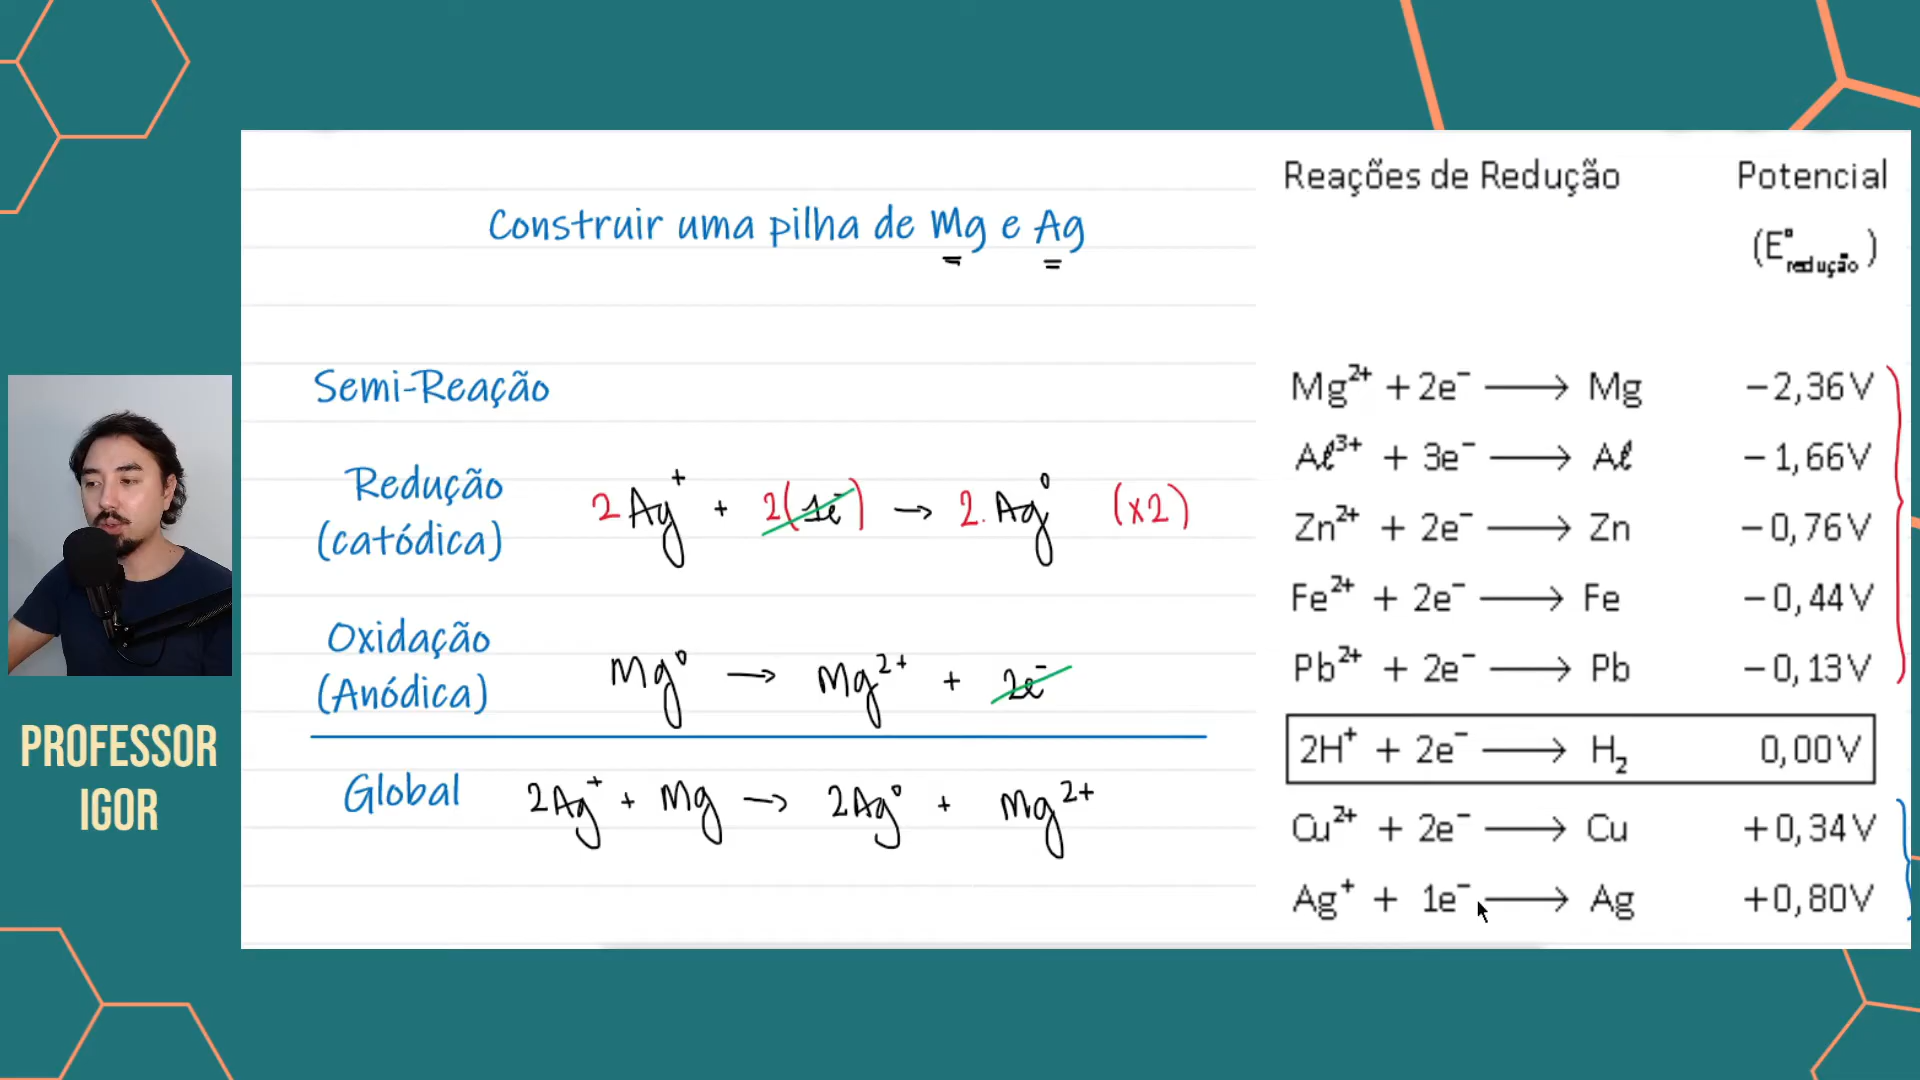 Construir uma pilha de Mg e Ag
Semi-Reação
Redução
(catódica)
2 Ag⁺ + 2(1e⁻) → 2. Ag⁰ (x2)
Oxidação
(Anódica)
Mg⁰ → Mg²⁺ + 2e⁻
Global
2Ag⁺ + Mg → 2Ag⁰ + Mg²⁺
Reações de Redução Potencial
(E°redução)
Mg²⁺ + 2e⁻ → Mg −2,36V
Aℓ³⁺ + 3e⁻ → Aℓ −1,66V
Zn²⁺ + 2e⁻ → Zn −0,76V
Fe²⁺ + 2e⁻ → Fe −0,44V
Pb²⁺ + 2e⁻ → Pb −0,13V
2H⁺ + 2e⁻ → H₂ 0,00V
Cu²⁺ + 2e⁻ → Cu +0,34V
Ag⁺ + 1e⁻ → Ag +0,80V
PROFESSOR
IGOR